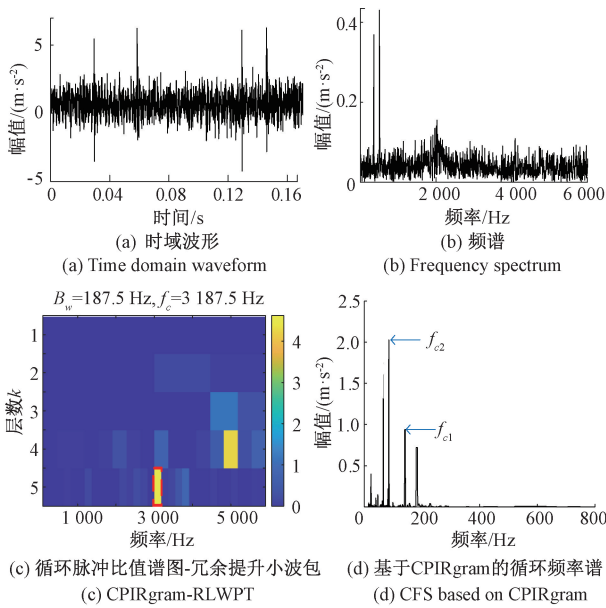 幅值/(m·s⁻²)
5
0
-5
0
0.04
0.08
0.12
0.16
时间/s
(a) 时域波形
(a) Time domain waveform
幅值/(m·s⁻²)
0.4
0.2
0
2 000
4 000
6 000
频率/Hz
(b) 频谱
(b) Frequency spectrum
B_w=187.5 Hz, f_c=3 187.5 Hz
层数k
1
2
3
4
5
1 000
3 000
5 000
频率/Hz
4
3
2
1
0
(c) 循环脉冲比值谱图-冗余提升小波包
(c) CPIRgram-RLWPT
幅值/(m·s⁻²)
2.5
2.0
1.5
1.0
0.5
f_c2
f_c1
0
200
400
600
800
频率/Hz
(d) 基于CPIRgram的循环频率谱
(d) CFS based on CPIRgram